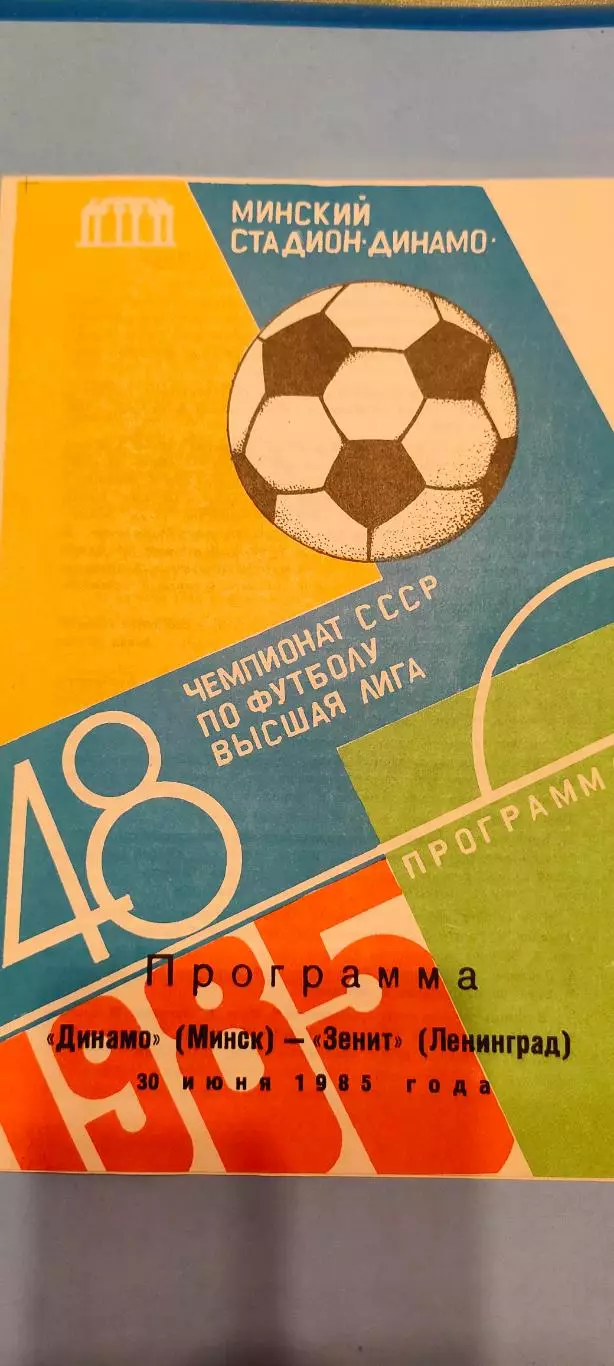 МИНСКИЙ
СТАДИОН·ДИНАМО·
ЧЕМПИОНАТ СССР
ПО ФУТБОЛУ
ВЫСШАЯ ЛИГА
48
ПРОГРАММ
1985
Программа
«Динамо» (Минск) — «Зенит» (Ленинград)
30 июня 1985 года